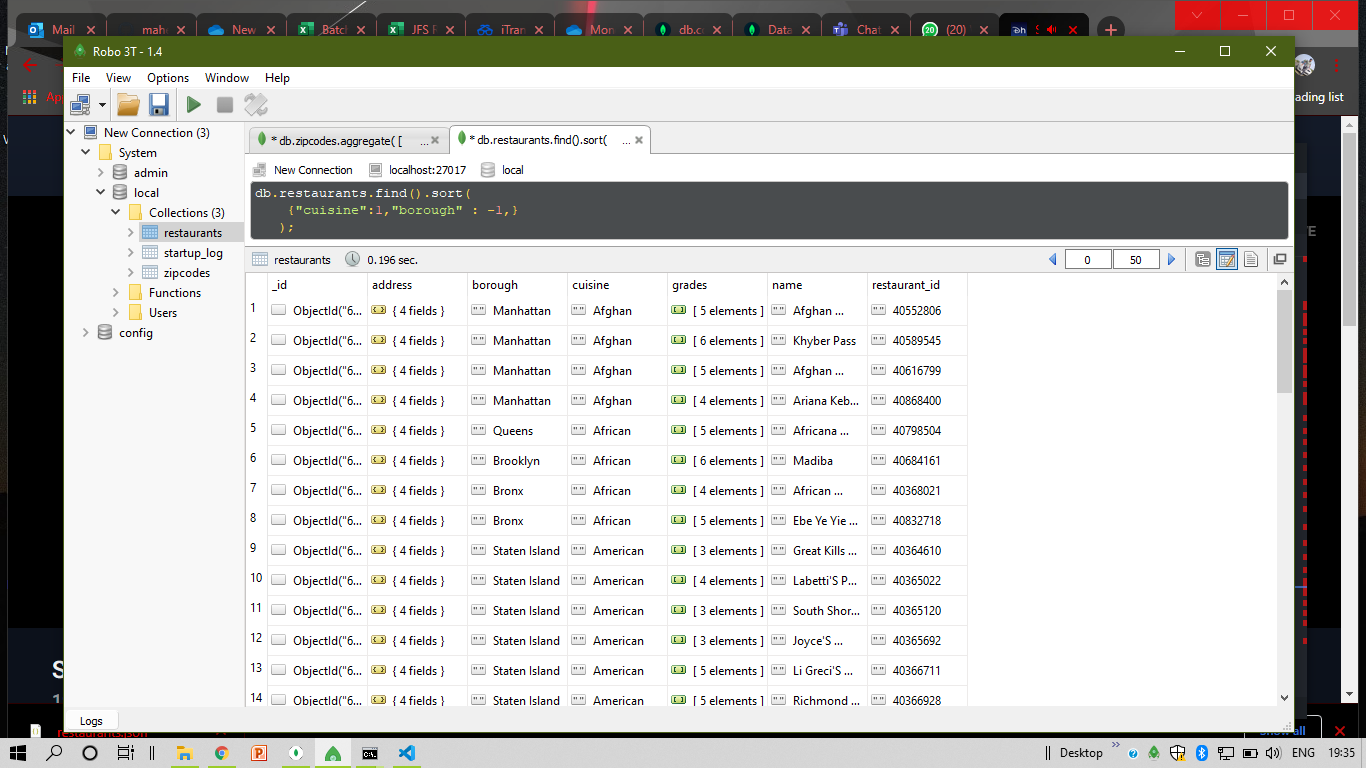 Mail
mah
New
Batch
JFS F
iTran
Mon
db.co
Data
Chat
20 (20)
Robo 3T - 1.4
File View Options Window Help
ading list
New Connection (3)
System
admin
local
Collections (3)
restaurants
startup_log
zipcodes
Functions
Users
config
* db.zipcodes.aggregate( [ ...
* db.restaurants.find().sort( ...
New Connection localhost:27017 local
db.restaurants.find().sort(
{"cuisine":1,"borough" : -1,}
);
restaurants 0.196 sec. 0 50
_id address borough cuisine grades name restaurant_id
1 ObjectId("6... { 4 fields } Manhattan Afghan [ 5 elements ] Afghan ... 40552806
2 ObjectId("6... { 4 fields } Manhattan Afghan [ 6 elements ] Khyber Pass 40589545
3 ObjectId("6... { 4 fields } Manhattan Afghan [ 5 elements ] Afghan ... 40616799
4 ObjectId("6... { 4 fields } Manhattan Afghan [ 4 elements ] Ariana Keb... 40868400
5 ObjectId("6... { 4 fields } Queens African [ 5 elements ] Africana ... 40798504
6 ObjectId("6... { 4 fields } Brooklyn African [ 6 elements ] Madiba 40684161
7 ObjectId("6... { 4 fields } Bronx African [ 4 elements ] African ... 40368021
8 ObjectId("6... { 4 fields } Bronx African [ 5 elements ] Ebe Ye Yie ... 40832718
9 ObjectId("6... { 4 fields } Staten Island American [ 3 elements ] Great Kills ... 40364610
10 ObjectId("6... { 4 fields } Staten Island American [ 4 elements ] Labetti'S P... 40365022
11 ObjectId("6... { 4 fields } Staten Island American [ 3 elements ] South Shor... 40365120
12 ObjectId("6... { 4 fields } Staten Island American [ 3 elements ] Joyce'S ... 40365692
13 ObjectId("6... { 4 fields } Staten Island American [ 5 elements ] Li Greci'S ... 40366711
14 ObjectId("6... { 4 fields } Staten Island American [ 5 elements ] Richmond ... 40366928
Logs
restaurants.json
Show all
Desktop ENG 19:35